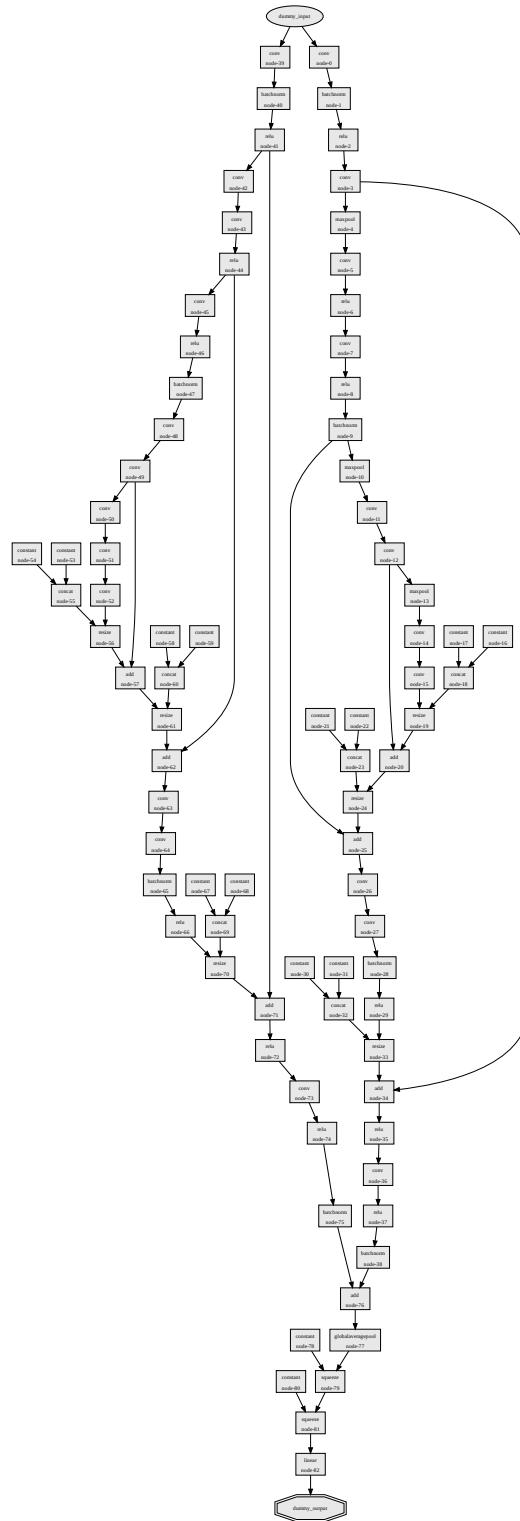 dummy_input
conv
node-39
conv
node-0
batchnorm
node-40
batchnorm
node-1
relu
node-41
relu
node-2
conv
node-42
conv
node-3
conv
node-43
maxpool
node-4
relu
node-44
conv
node-5
conv
node-45
relu
node-6
relu
node-46
conv
node-7
batchnorm
node-47
relu
node-8
conv
node-48
batchnorm
node-9
conv
node-49
maxpool
node-10
conv
node-50
conv
node-11
constant
node-54
constant
node-53
conv
node-51
conv
node-12
concat
node-55
conv
node-52
maxpool
node-13
resize
node-56
constant
node-58
constant
node-59
conv
node-14
constant
node-17
constant
node-16
add
node-57
concat
node-60
conv
node-15
concat
node-18
resize
node-61
constant
node-21
constant
node-22
resize
node-19
add
node-62
concat
node-23
add
node-20
conv
node-63
resize
node-24
conv
node-64
add
node-25
batchnorm
node-65
constant
node-67
constant
node-68
conv
node-26
relu
node-66
concat
node-69
conv
node-27
resize
node-70
constant
node-30
constant
node-31
batchnorm
node-28
add
node-71
concat
node-32
relu
node-29
relu
node-72
resize
node-33
conv
node-73
add
node-34
relu
node-74
relu
node-35
conv
node-36
batchnorm
node-75
relu
node-37
batchnorm
node-38
add
node-76
constant
node-78
globalaveragepool
node-77
constant
node-80
squeeze
node-79
squeeze
node-81
linear
node-82
dummy_output